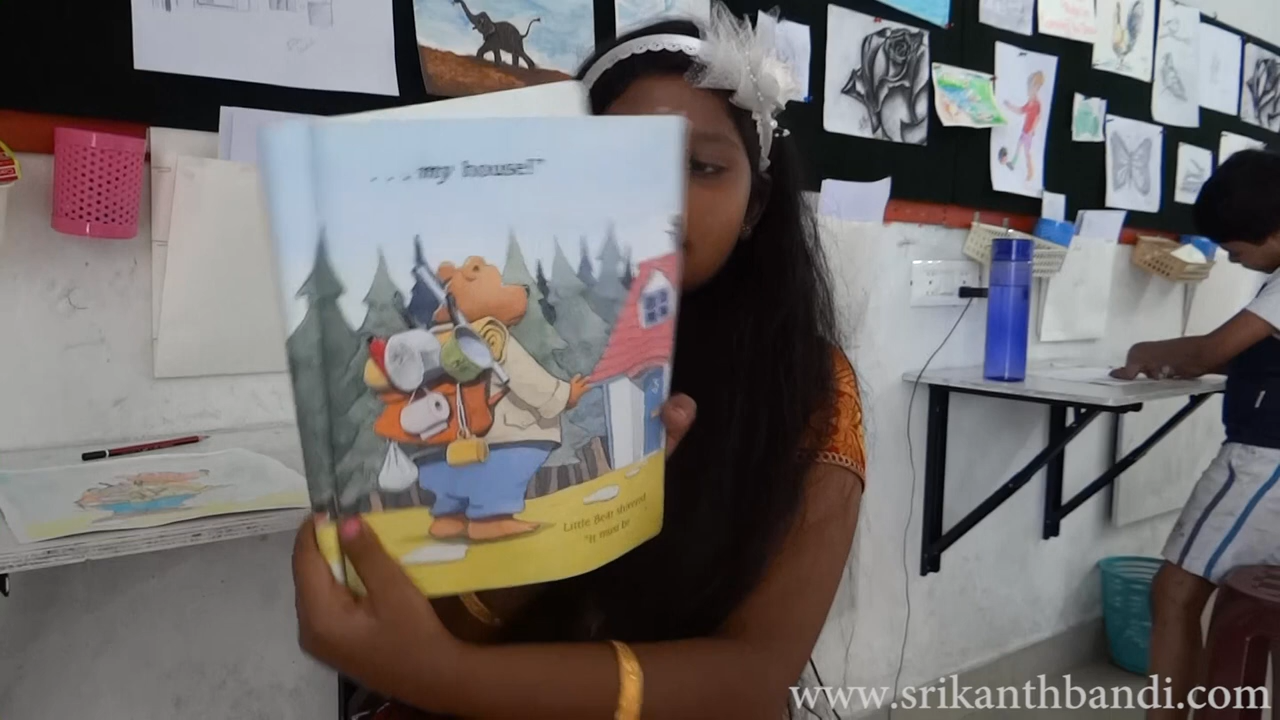 . . . my house!"
Little Bear shivered
"It must be
www.srikanthbandi.com